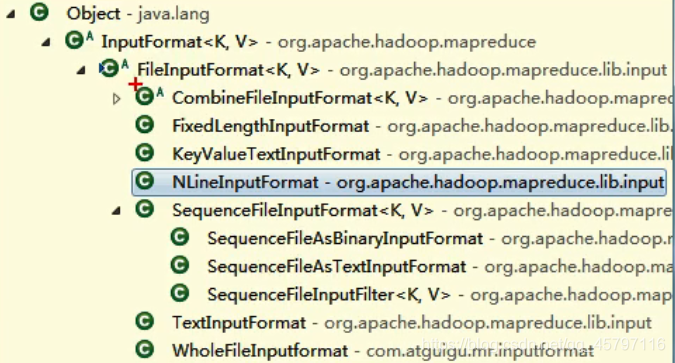 Object - java.lang
InputFormat<K, V> - org.apache.hadoop.mapreduce
FileInputFormat<K, V> - org.apache.hadoop.mapreduce.lib.input
CombineFileInputFormat<K, V> - org.apache.hadoop.mapred
FixedLengthInputFormat - org.apache.hadoop.mapreduce.lib.
KeyValueTextInputFormat - org.apache.hadoop.mapreduce.lib
NLineInputFormat - org.apache.hadoop.mapreduce.lib.input
SequenceFileInputFormat<K, V> - org.apache.hadoop.mapre
SequenceFileAsBinaryInputFormat - org.apache.hadoop.m
SequenceFileAsTextInputFormat - org.apache.hadoop.ma
SequenceFileInputFilter<K, V> - org.apache.hadoop.map
TextInputFormat - org.apache.hadoop.mapreduce.lib.input
WholeFileInputformat - com.atguigu.mr.inputformat